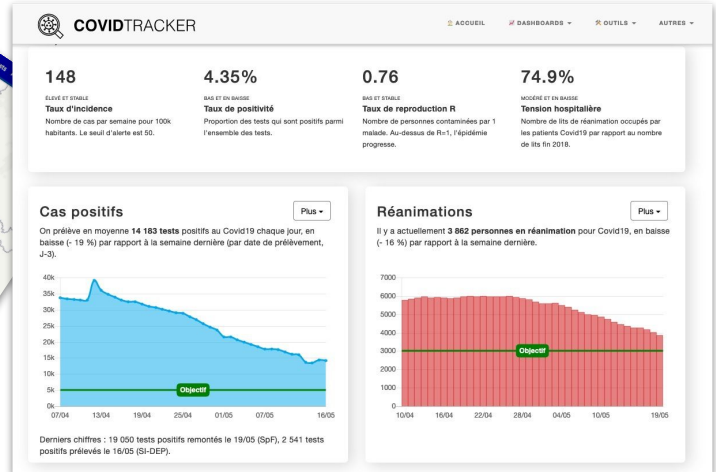 COVIDTRACKER
ACCUEIL
DASHBOARDS
OUTILS
AUTRES
148
ÉLEVÉ ET STABLE
Taux d'incidence
Nombre de cas par semaine pour 100k
habitants. Le seuil d'alerte est 50.
4.35%
BAS ET EN BAISSE
Taux de positivité
Proportion des tests qui sont positifs parmi
l'ensemble des tests.
0.76
BAS ET STABLE
Taux de reproduction R
Nombre de personnes contaminées par 1
malade. Au-dessus de R=1, l'épidémie
progresse.
74.9%
MODÉRÉ ET EN BAISSE
Tension hospitalière
Nombre de lits de réanimation occupés par
les patients Covid19 par rapport au nombre
de lits fin 2018.
Cas positifs
Plus
On prélève en moyenne 14 183 tests positifs au Covid19 chaque jour, en
baisse (- 19 %) par rapport à la semaine dernière (par date de prélèvement,
J-3).
40k
35k
30k
25k
20k
15k
10k
5k
0k
Objectif
07/04 13/04 19/04 25/04 01/05 07/05 16/05
Derniers chiffres : 19 050 tests positifs remontés le 19/05 (SpF), 2 541 tests
positifs prélevés le 16/05 (SI-DEP).
Réanimations
Plus
Il y a actuellement 3 862 personnes en réanimation pour Covid19, en baisse
(- 16 %) par rapport à la semaine dernière.
7000
6000
5000
4000
3000
2000
1000
0
Objectif
10/04 16/04 22/04 28/04 04/05 10/05 19/05